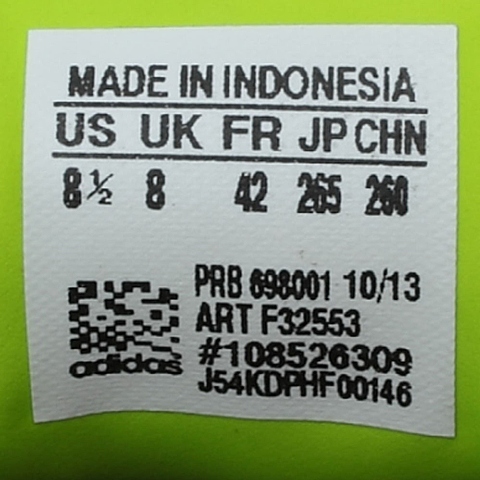 MADE IN INDONESIA
US UK FR JP CHN
8½ 8 42 265 260
PRB 698001 10/13
ART F32553
#108526309
adidas
J54KDPHF00146